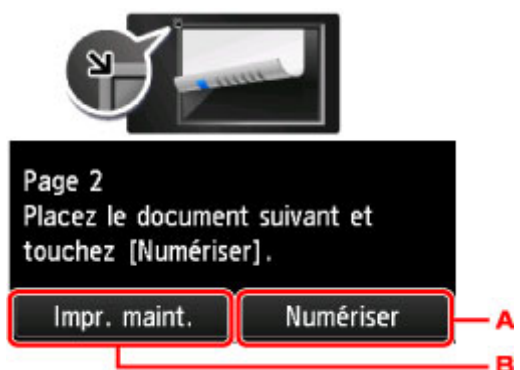 Page 2
Placez le document suivant et
touchez [Numériser].
Impr. maint.
Numériser
A
B